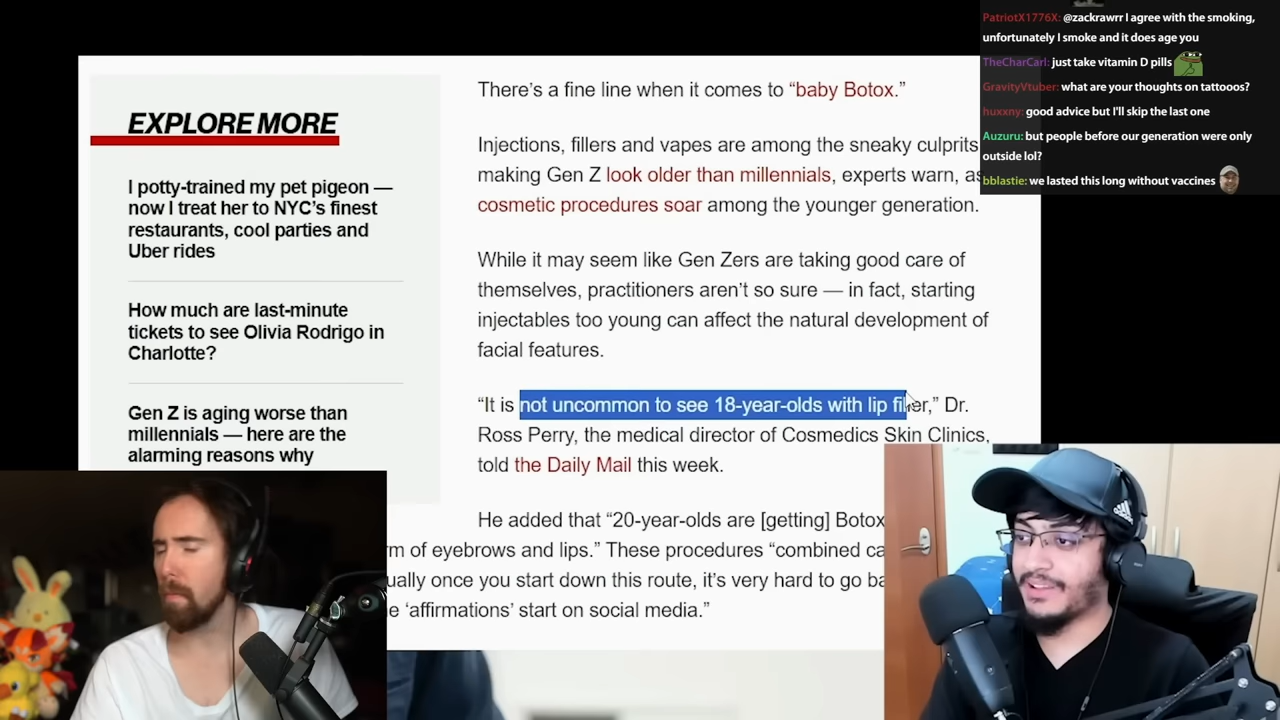 EXPLORE MORE
I potty-trained my pet pigeon —
now I treat her to NYC’s finest
restaurants, cool parties and
Uber rides
How much are last-minute
tickets to see Olivia Rodrigo in
Charlotte?
Gen Z is aging worse than
millennials — here are the
alarming reasons why
There’s a fine line when it comes to “baby Botox.”
Injections, fillers and vapes are among the sneaky culprits
making Gen Z look older than millennials, experts warn, as
cosmetic procedures soar among the younger generation.
While it may seem like Gen Zers are taking good care of
themselves, practitioners aren’t so sure — in fact, starting
injectables too young can affect the natural development of
facial features.
“It is not uncommon to see 18-year-olds with lip filler,” Dr.
Ross Perry, the medical director of Cosmedics Skin Clinics,
told the Daily Mail this week.
He added that “20-year-olds are [getting] Botox
rm of eyebrows and lips.” These procedures “combined ca
ually once you start down this route, it’s very hard to go ba
e ‘affirmations’ start on social media.”
PatriotX1776X: @zackrawrr I agree with the smoking,
unfortunately I smoke and it does age you
TheCharCarl: just take vitamin D pills
GravityVtuber: what are your thoughts on tattooos?
huxxny: good advice but I'll skip the last one
Auzuru: but people before our generation were only
outside lol?
bblastie: we lasted this long without vaccines
adidas